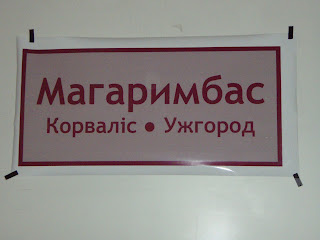 Магаримбас
Корваліс • Ужгород